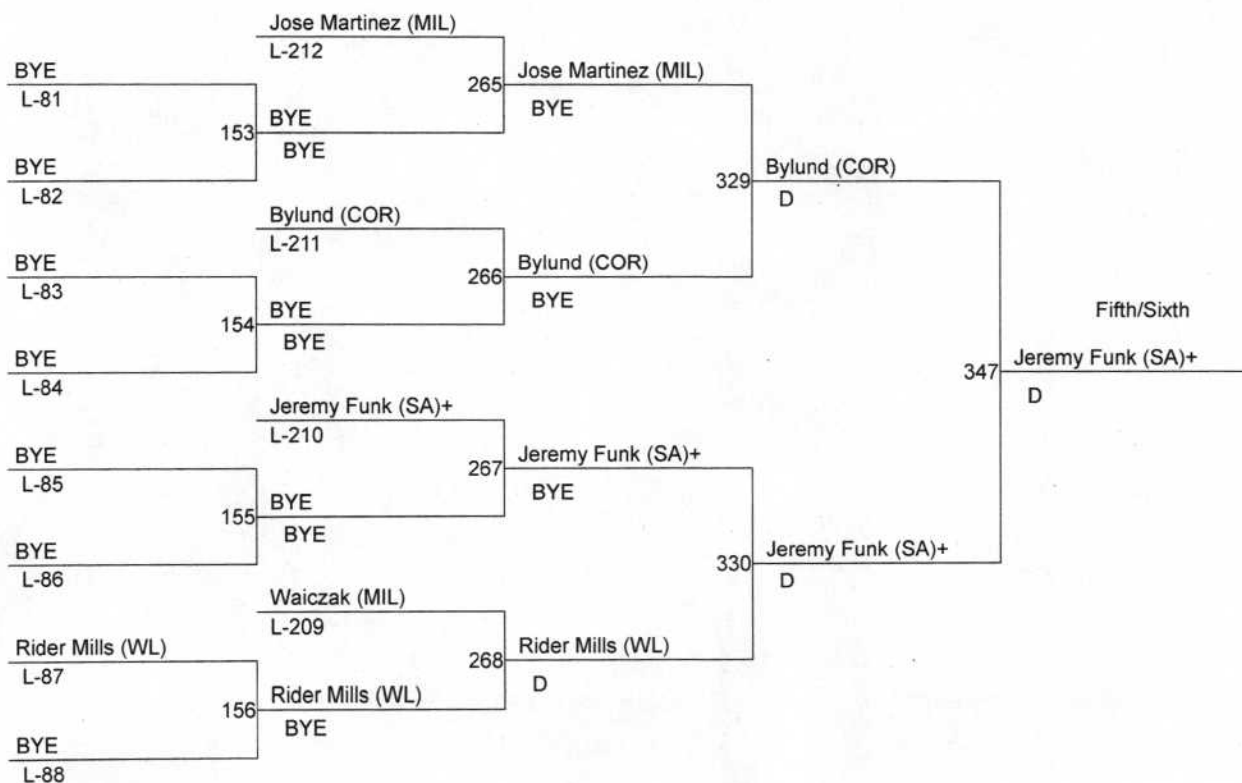 Jose Martinez (MIL)
L-212
BYE
L-81
265
Jose Martinez (MIL)
BYE
153
BYE
BYE
BYE
L-82
329
Bylund (COR)
D
Bylund (COR)
L-211
BYE
L-83
266
Bylund (COR)
BYE
154
BYE
BYE
Fifth/Sixth
BYE
L-84
347
Jeremy Funk (SA)+
D
Jeremy Funk (SA)+
L-210
BYE
L-85
267
Jeremy Funk (SA)+
BYE
155
BYE
BYE
BYE
L-86
330
Jeremy Funk (SA)+
D
Waiczak (MIL)
L-209
Rider Mills (WL)
L-87
268
Rider Mills (WL)
D
156
Rider Mills (WL)
BYE
BYE
L-88